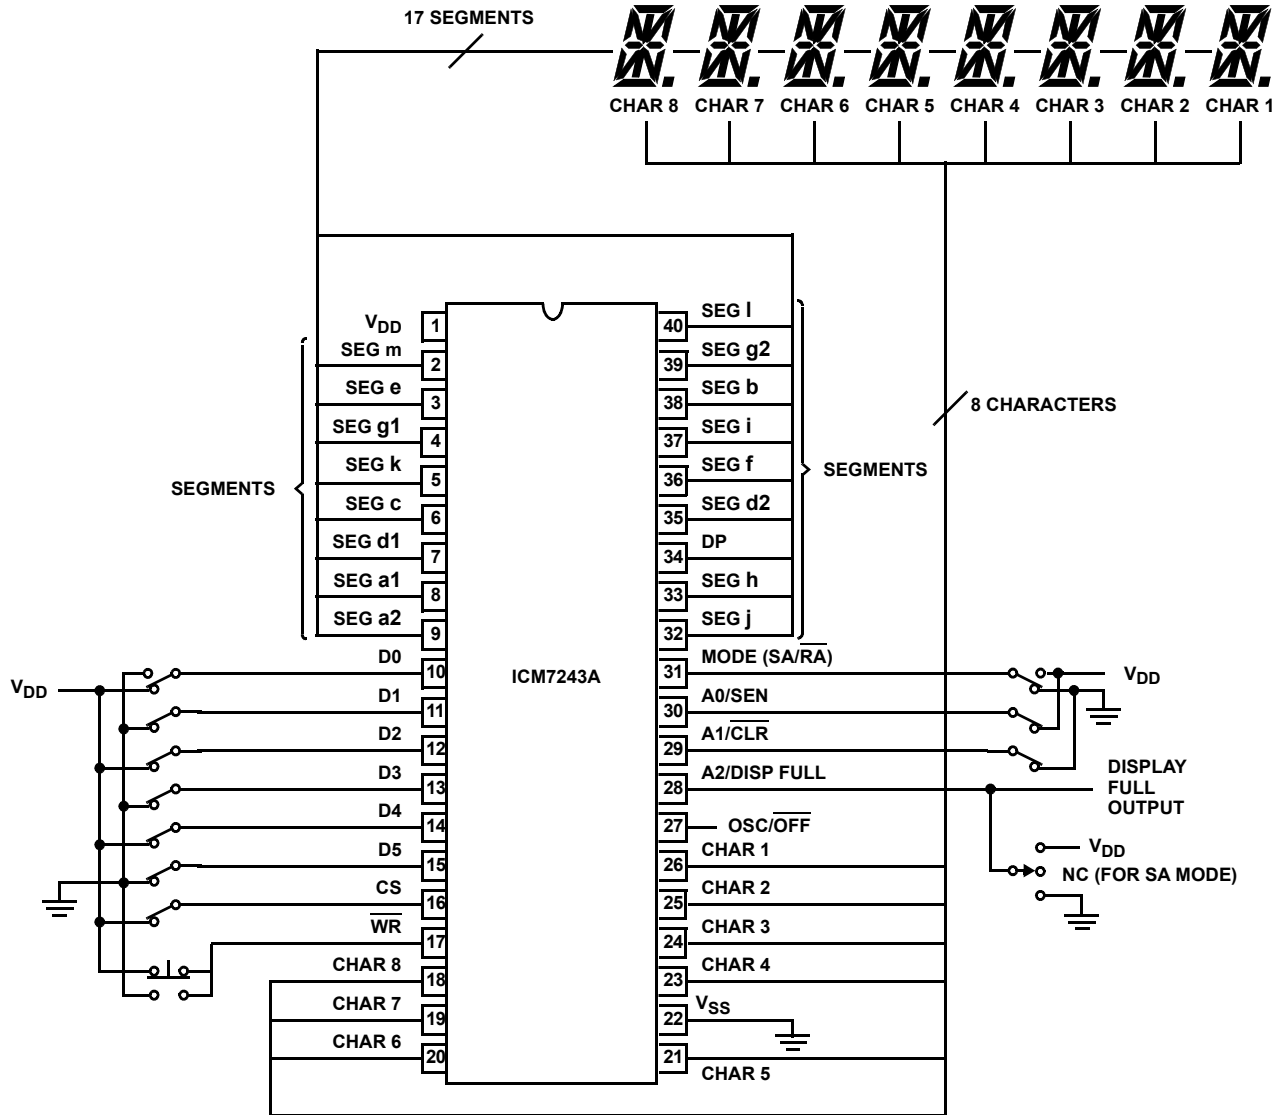 17 SEGMENTS
CHAR 8 CHAR 7 CHAR 6 CHAR 5 CHAR 4 CHAR 3 CHAR 2 CHAR 1
8 CHARACTERS
SEGMENTS
VDD 1
SEG m 2
SEG e 3
SEG g1 4
SEG k 5
SEG c 6
SEG d1 7
SEG a1 8
SEG a2 9
D0 10
D1 11
D2 12
D3 13
D4 14
D5 15
CS 16
W̅R̅ 17
CHAR 8 18
CHAR 7 19
CHAR 6 20
VDD
ICM7243A
40 SEG l
39 SEG g2
38 SEG b
37 SEG i
36 SEG f
35 SEG d2
34 DP
33 SEG h
32 SEG j
31 MODE (SA/R̅A̅)
30 A0/SEN
29 A1/C̅L̅R̅
28 A2/DISP FULL
27 OSC/O̅F̅F̅
26 CHAR 1
25 CHAR 2
24 CHAR 3
23 CHAR 4
22 VSS
21 CHAR 5
SEGMENTS
VDD
DISPLAY
FULL
OUTPUT
VDD
NC (FOR SA MODE)